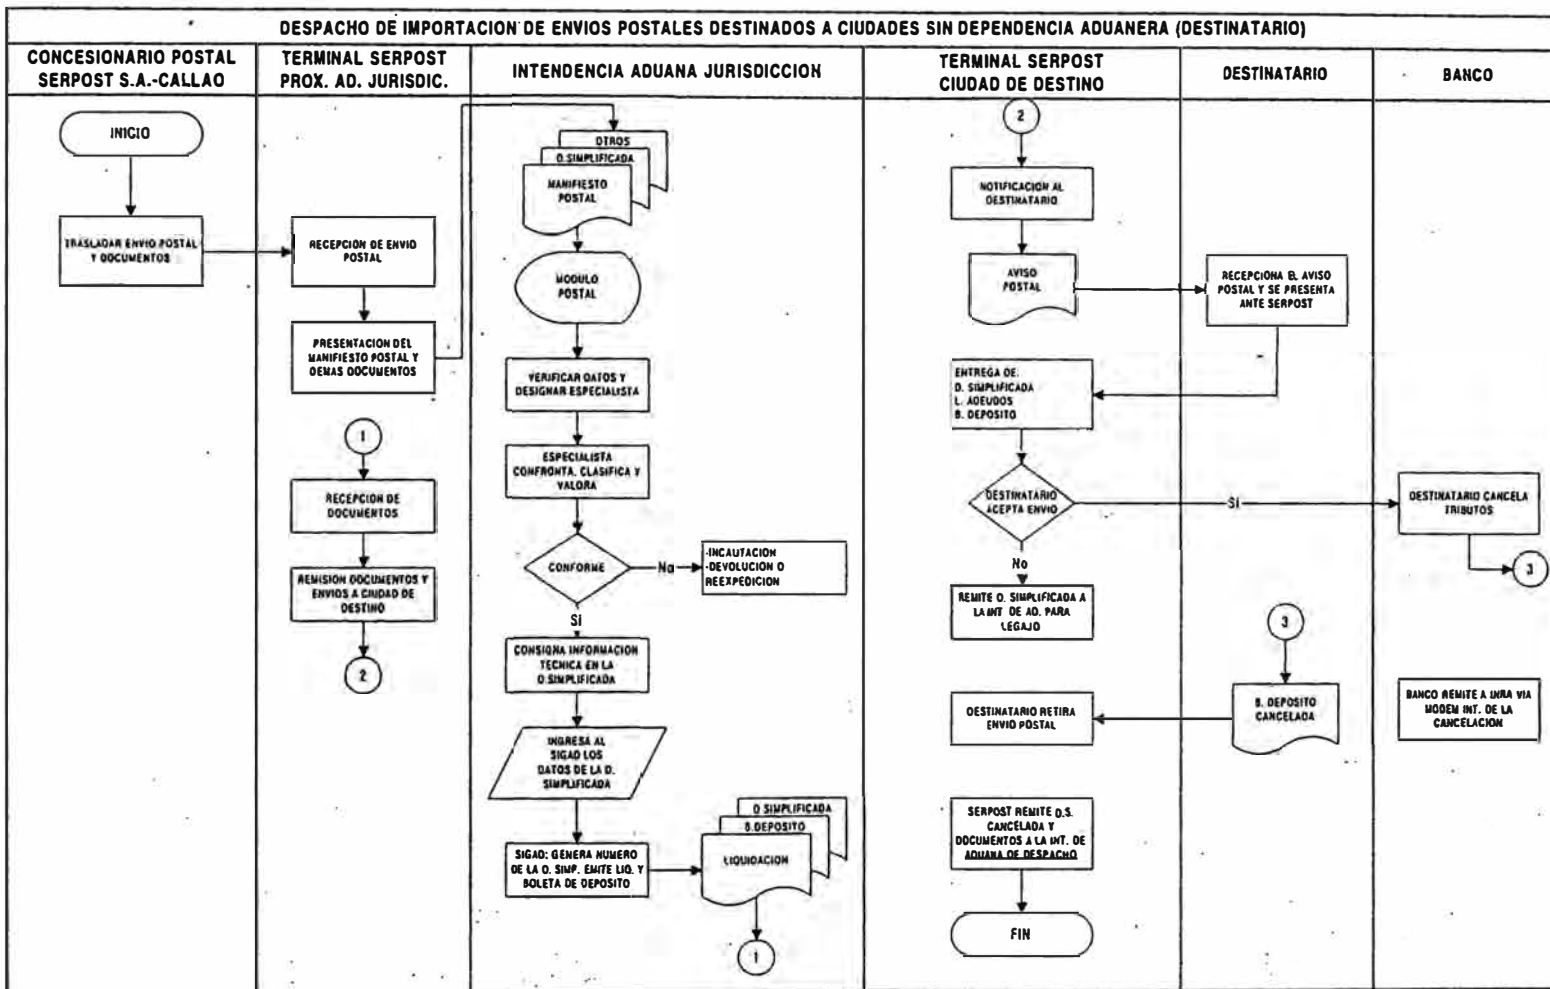 DESPACHO DE IMPORTACION DE ENVIOS POSTALES DESTINADOS A CIUDADES SIN DEPENDENCIA ADUANERA (DESTINATARIO)
CONCESIONARIO POSTAL
SERPOST S.A.-CALLAO
TERMINAL SERPOST
PROX. AD. JURISDIC.
INTENDENCIA ADUANA JURISDICCION
TERMINAL SERPOST
CIUDAD DE DESTINO
DESTINATARIO
BANCO
INICIO
TRASLADAR ENVIO POSTAL
Y DOCUMENTOS
RECEPCION DE ENVIO
POSTAL
PRESENTACION DEL
MANIFIESTO POSTAL Y
DEMAS DOCUMENTOS
1
RECEPCION DE
DOCUMENTOS
REMISION DOCUMENTOS Y
ENVIOS A CIUDAD DE
DESTINO
2
OTROS
D.SIMPLIFICADA
MANIFIESTO
POSTAL
MODULO
POSTAL
VERIFICAR DATOS Y
DESIGNAR ESPECIALISTA
ESPECIALISTA
CONFRONTA, CLASIFICA Y
VALORA
CONFORME
No
-INCAUTACION
-DEVOLUCION O
REEXPEDICION
SI
CONSIGNA INFORMACION
TECNICA EN LA
D.SIMPLIFICADA
INGRESA AL
SIGAD LOS
DATOS DE LA D.
SIMPLIFICADA
SIGAD: GENERA NUMERO
DE LA D. SIMP. EMITE LIQ. Y
BOLETA DE DEPOSITO
D SIMPLIFICADA
B.DEPOSITO
LIQUIDACION
1
2
NOTIFICACION AL
DESTINATARIO
AVISO
POSTAL
RECEPCIONA EL AVISO
POSTAL Y SE PRESENTA
ANTE SERPOST
ENTREGA DE:
D. SIMPLIFICADA
L. ADEUDOS
B. DEPOSITO
DESTINATARIO
ACEPTA ENVIO
SI
DESTINATARIO CANCELA
TRIBUTOS
3
No
REMITE D. SIMPLIFICADA A
LA INT DE AD. PARA
LEGAJO
3
B. DEPOSITO
CANCELADA
DESTINATARIO RETIRA
ENVIO POSTAL
BANCO REMITE A INRA VIA
MODEM INT. DE LA
CANCELACION
SERPOST REMITE D.S.
CANCELADA Y
DOCUMENTOS A LA INT. DE
ADUANA DE DESPACHO
FIN